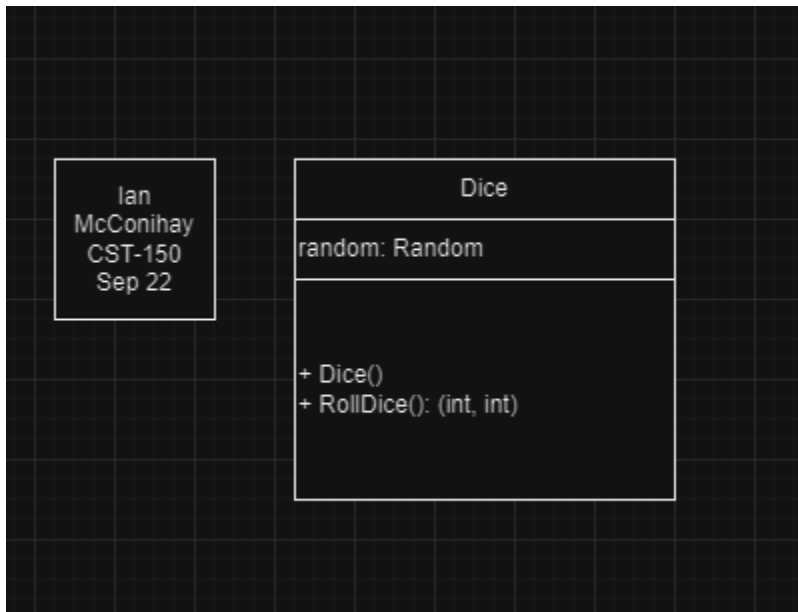 Ian
McConihay
CST-150
Sep 22
Dice
random: Random
+ Dice()
+ RollDice(): (int, int)